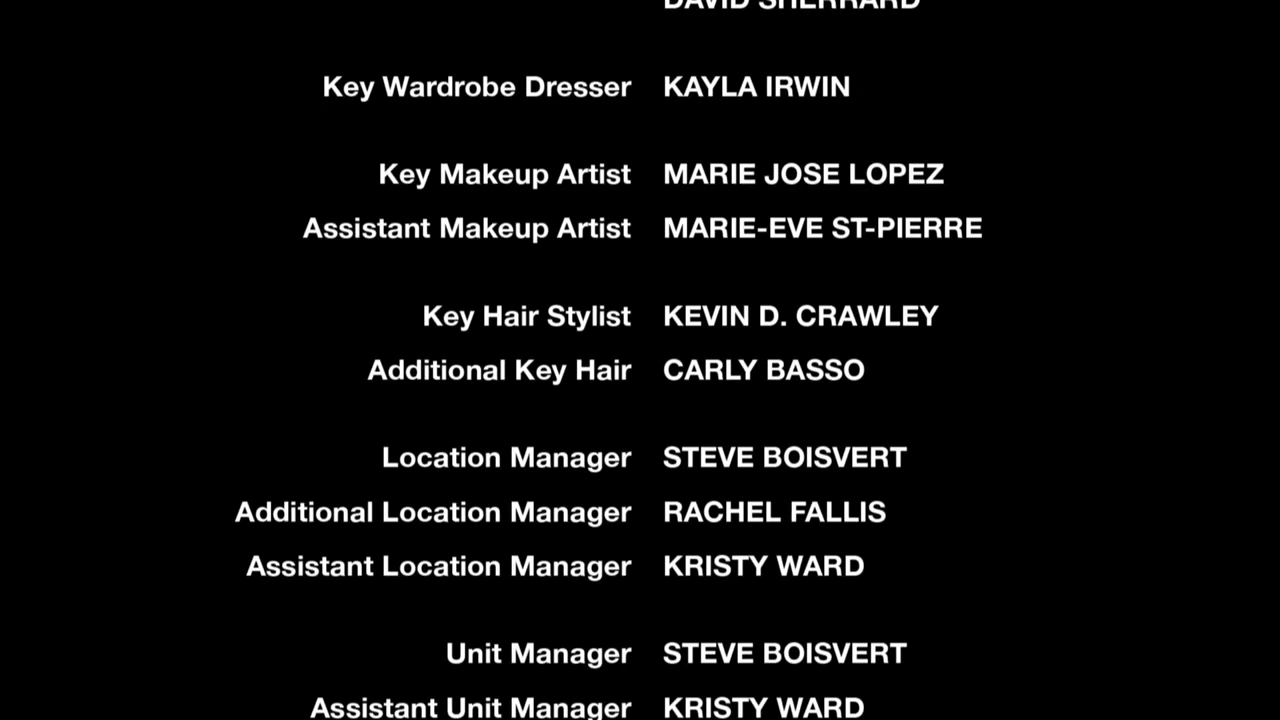 DAVID SHERRARD
Key Wardrobe Dresser KAYLA IRWIN
Key Makeup Artist MARIE JOSE LOPEZ
Assistant Makeup Artist MARIE-EVE ST-PIERRE
Key Hair Stylist KEVIN D. CRAWLEY
Additional Key Hair CARLY BASSO
Location Manager STEVE BOISVERT
Additional Location Manager RACHEL FALLIS
Assistant Location Manager KRISTY WARD
Unit Manager STEVE BOISVERT
Assistant Unit Manager KRISTY WARD